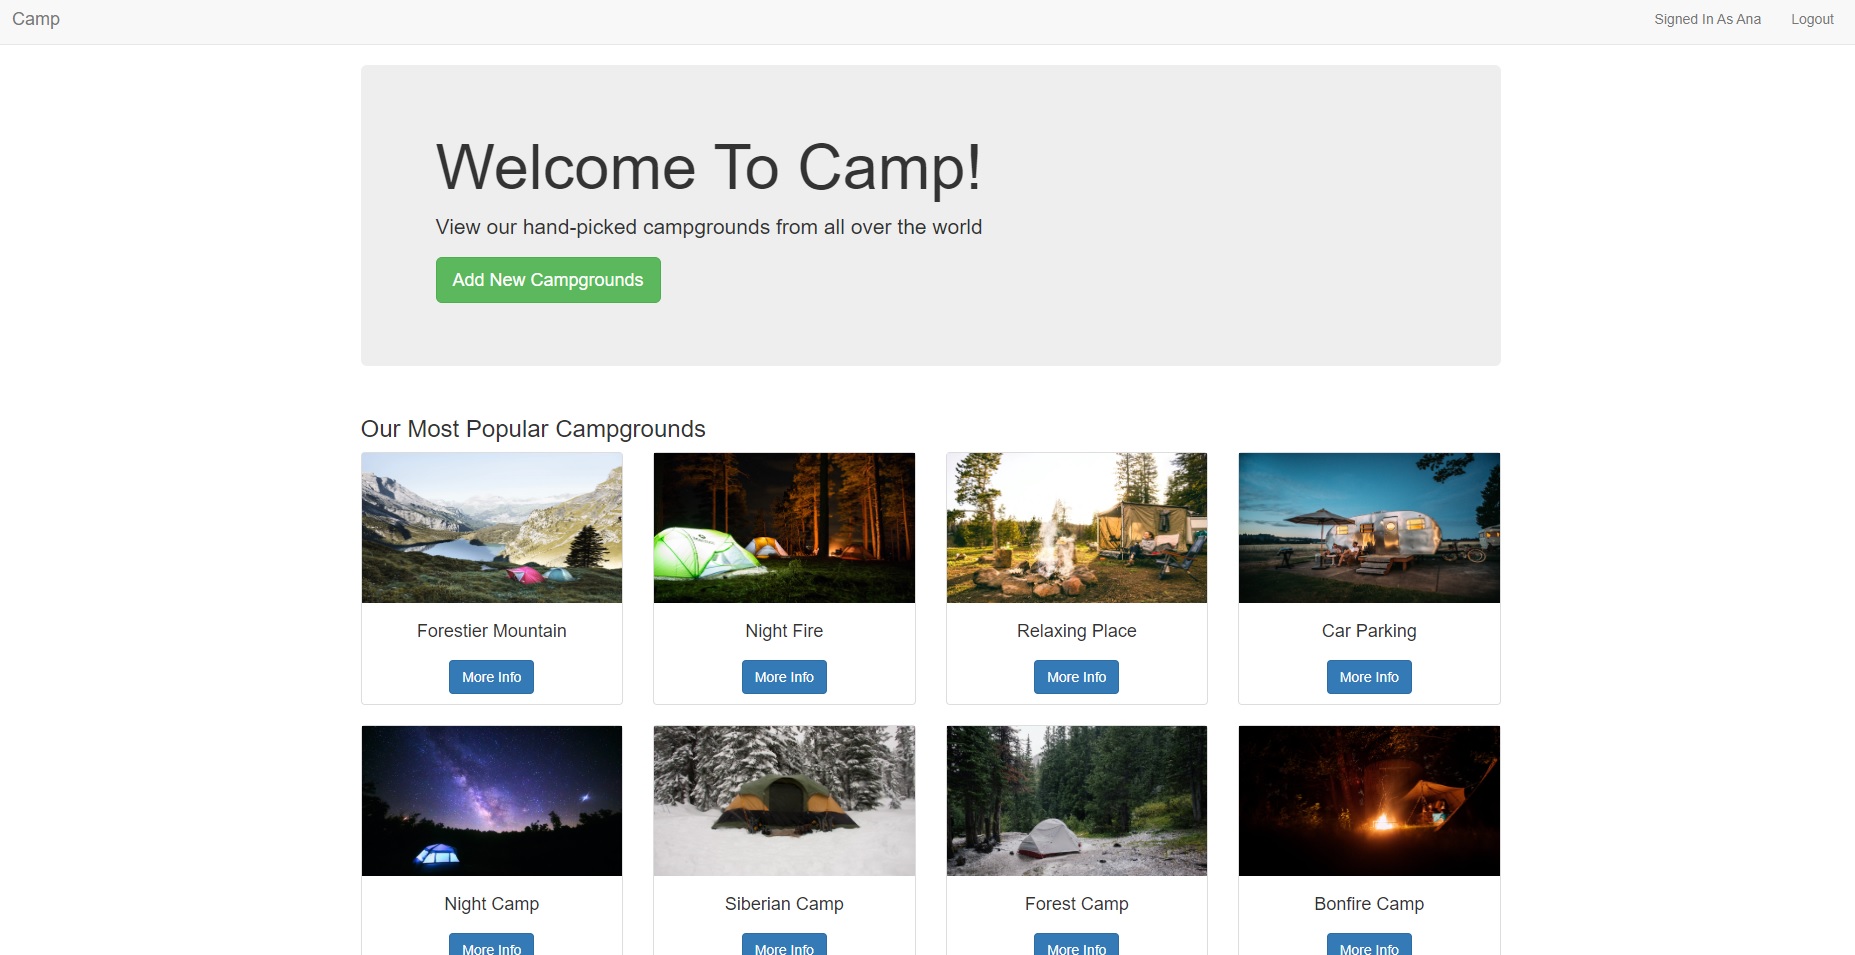 Camp
Signed In As Ana
Logout
Welcome To Camp!
View our hand-picked campgrounds from all over the world
Add New Campgrounds
Our Most Popular Campgrounds
Forestier Mountain
Night Fire
Relaxing Place
Car Parking
More Info
More Info
More Info
More Info
Night Camp
Siberian Camp
Forest Camp
Bonfire Camp
More Info
More Info
More Info
More Info